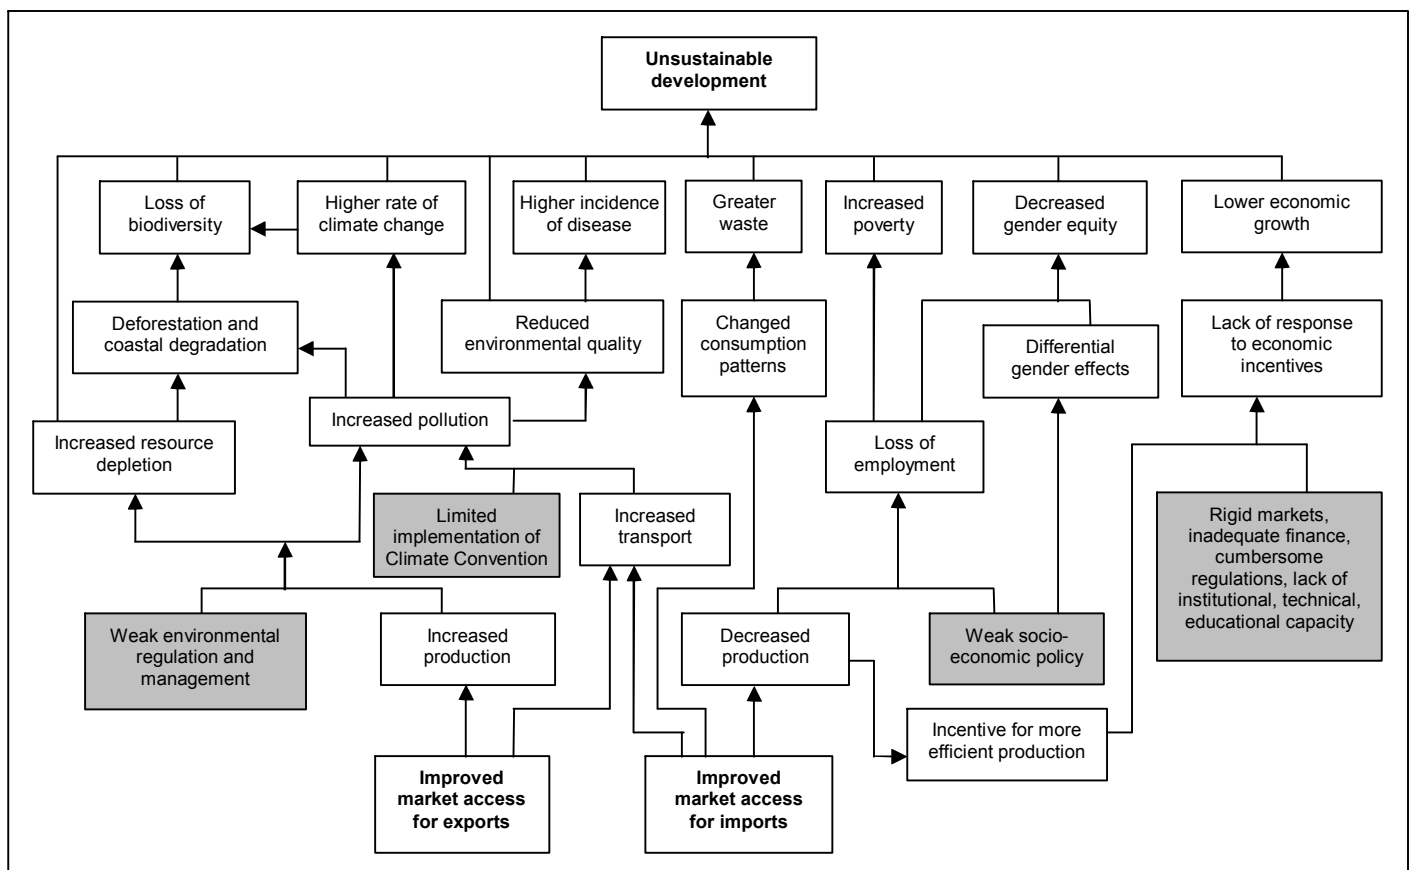 Unsustainable
development
Loss of
biodiversity
Higher rate of
climate change
Higher incidence
of disease
Greater
waste
Increased
poverty
Decreased
gender equity
Lower economic
growth
Deforestation and
coastal degradation
Reduced
environmental quality
Changed
consumption
patterns
Differential
gender effects
Lack of response
to economic
incentives
Increased pollution
Increased resource
depletion
Loss of
employment
Limited
implementation of
Climate Convention
Increased
transport
Rigid markets,
inadequate finance,
cumbersome
regulations, lack of
institutional, technical,
educational capacity
Weak environmental
regulation and
management
Increased
production
Decreased
production
Weak socio-
economic policy
Incentive for more
efficient production
Improved
market access
for exports
Improved
market access
for imports